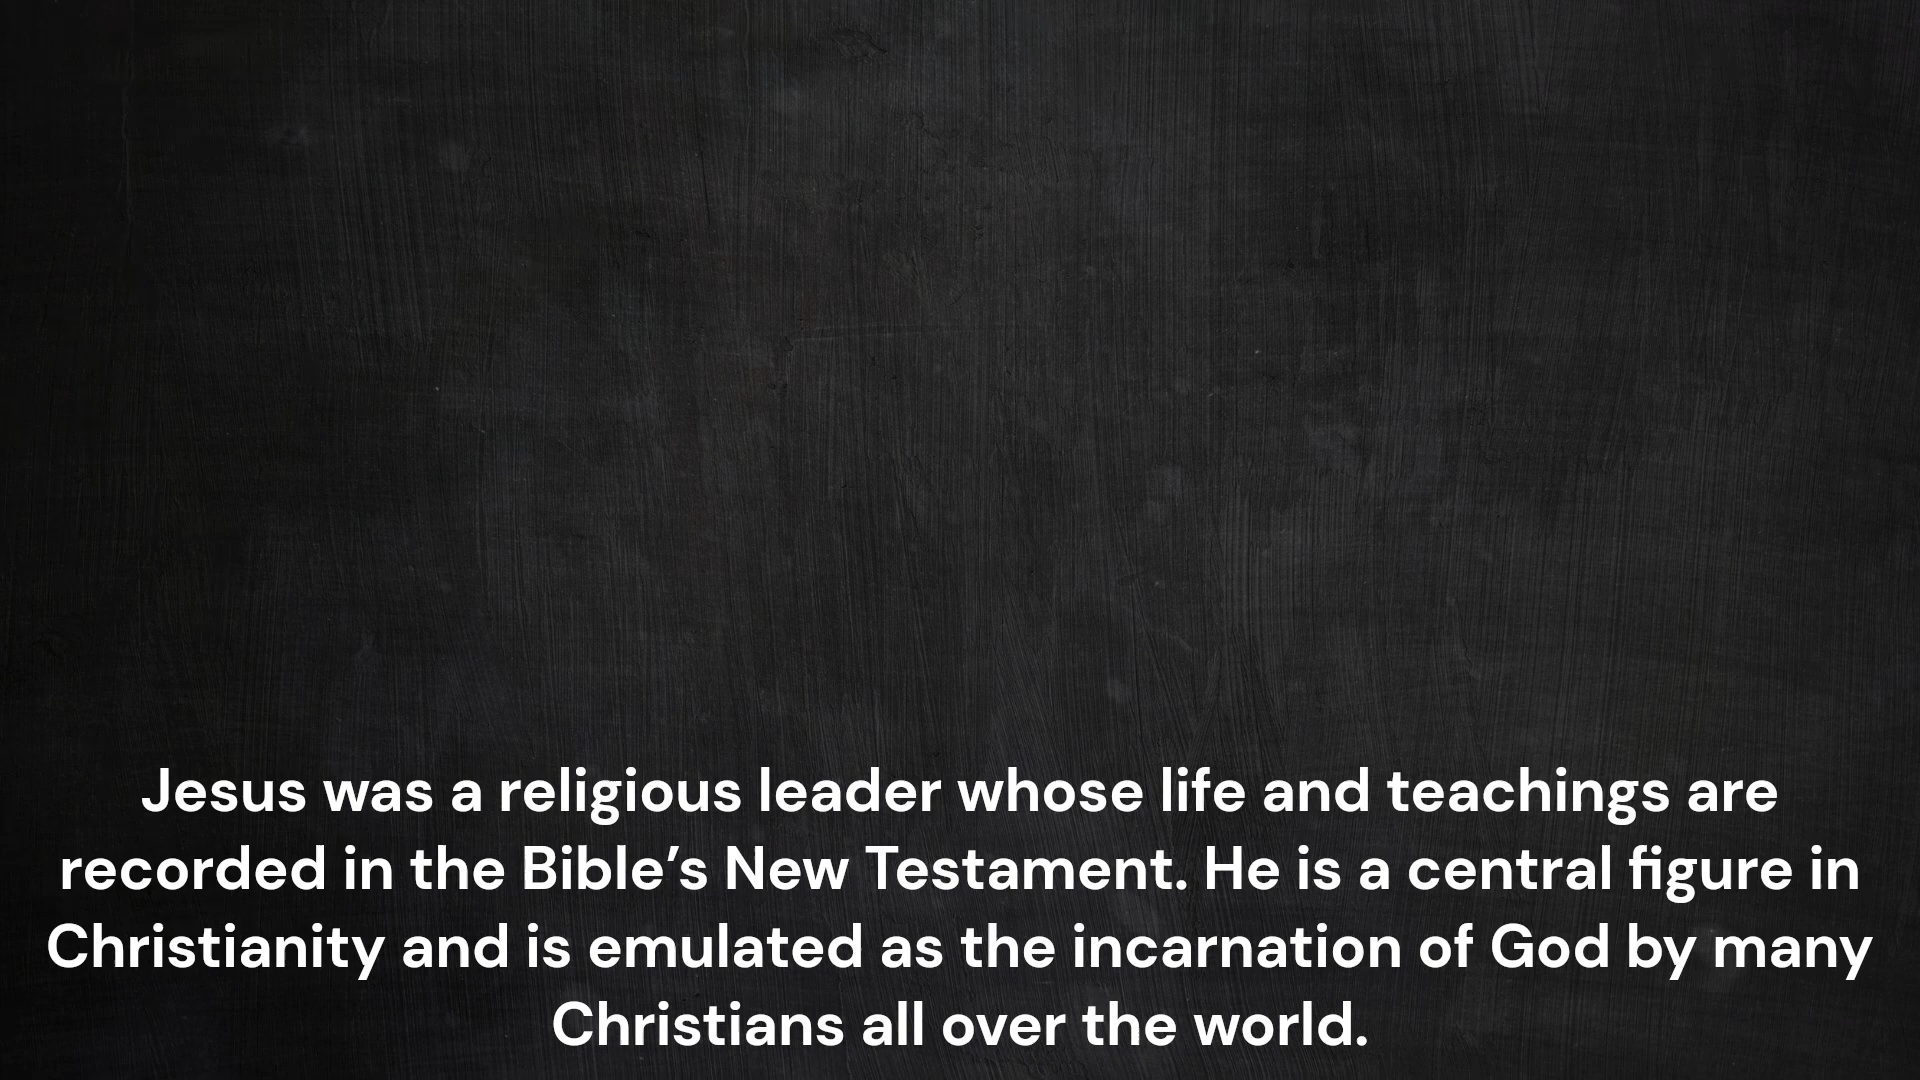 Jesus was a religious leader whose life and teachings are
recorded in the Bible’s New Testament. He is a central figure in
Christianity and is emulated as the incarnation of God by many
Christians all over the world.